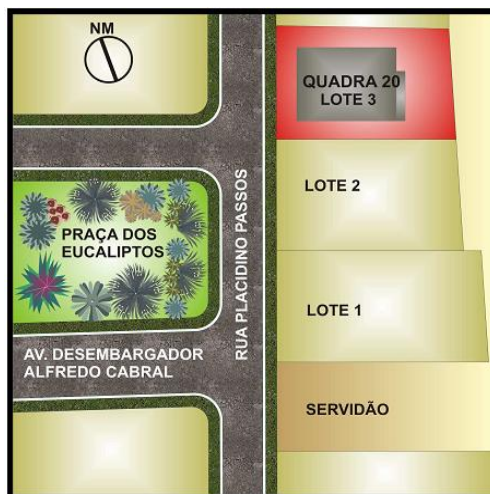 NM
QUADRA 20
LOTE 3
LOTE 2
PRAÇA DOS
EUCALIPTOS
RUA PLACIDINO PASSOS
LOTE 1
AV. DESEMBARGADOR
ALFREDO CABRAL
SERVIDÃO